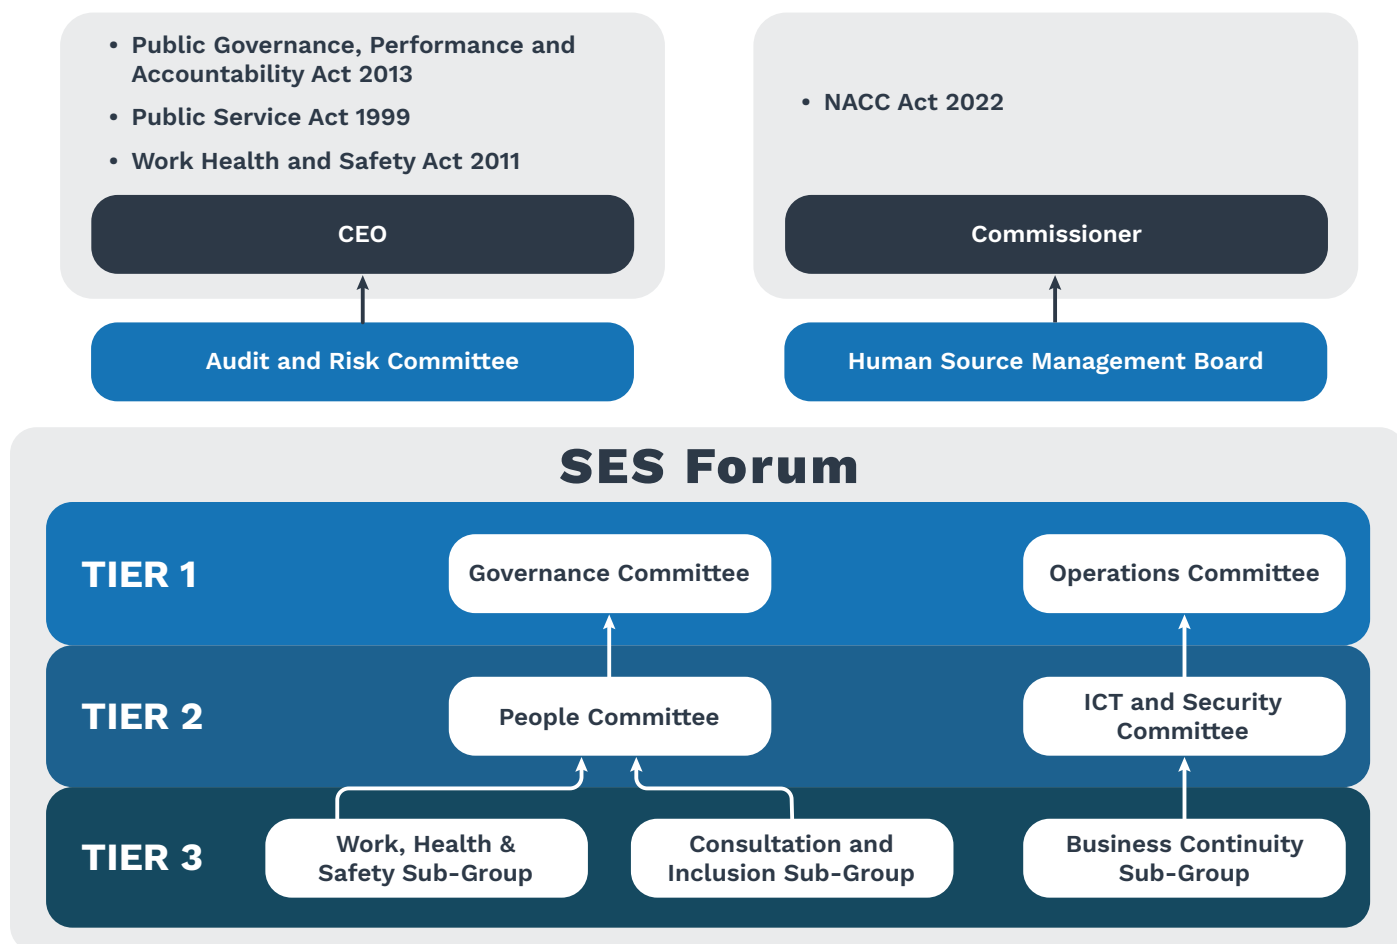 • Public Governance, Performance and
Accountability Act 2013
• Public Service Act 1999
• Work Health and Safety Act 2011
CEO
Audit and Risk Committee
• NACC Act 2022
Commissioner
Human Source Management Board
SES Forum
TIER 1
Governance Committee
Operations Committee
TIER 2
People Committee
ICT and Security
Committee
TIER 3
Work, Health &
Safety Sub-Group
Consultation and
Inclusion Sub-Group
Business Continuity
Sub-Group